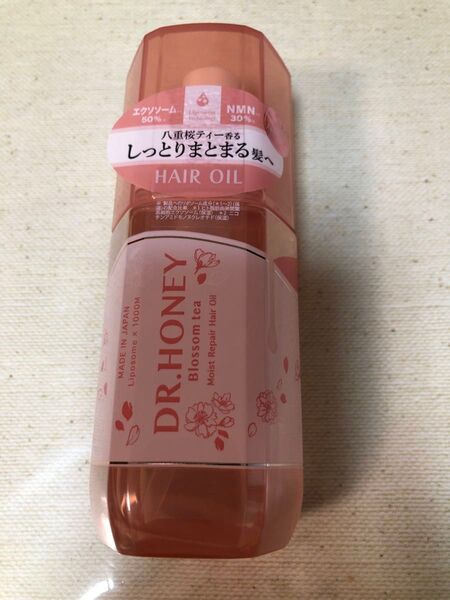 エクソソーム
50%
NMN
30%
八重桜ティー香る
しっとりまとまる髪へ
HAIR OIL
DR.HONEY
Blossom tea
Moist Repair Hair Oil
MADE IN JAPAN
Liposome x 1000M